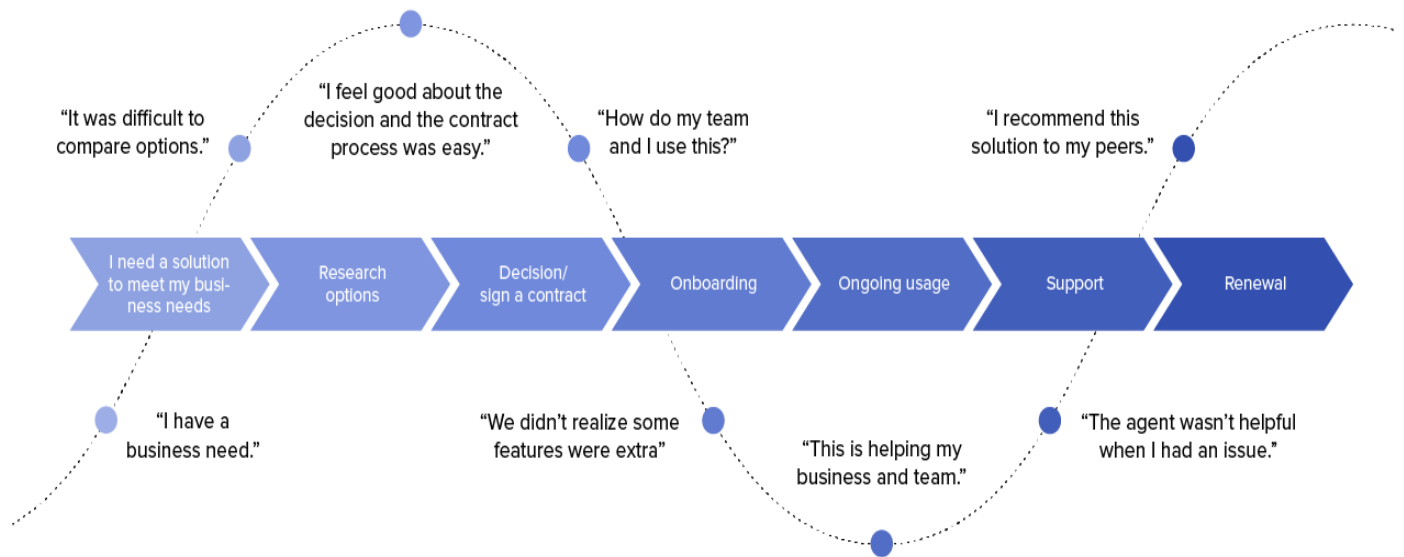 “It was difficult to
compare options.”
“I feel good about the
decision and the contract
process was easy.”
“How do my team
and I use this?”
“I recommend this
solution to my peers.”
I need a solution
to meet my busi-
ness needs
Research
options
Decision/
sign a contract
Onboarding
Ongoing usage
Support
Renewal
“I have a
business need.”
“We didn’t realize some
features were extra”
“This is helping my
business and team.”
“The agent wasn’t helpful
when I had an issue.”